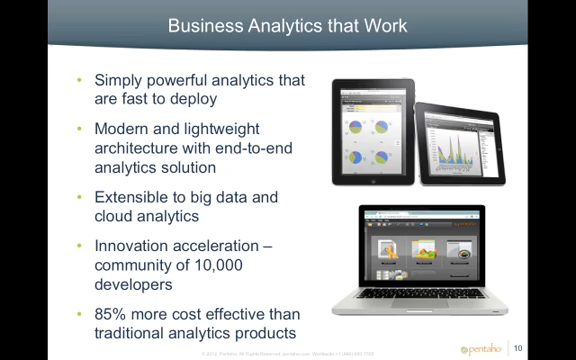 Business Analytics that Work
• Simply powerful analytics that
are fast to deploy
• Modern and lightweight
architecture with end-to-end
analytics solution
• Extensible to big data and
cloud analytics
• Innovation acceleration –
community of 10,000
developers
• 85% more cost effective than
traditional analytics products
pentaho
10